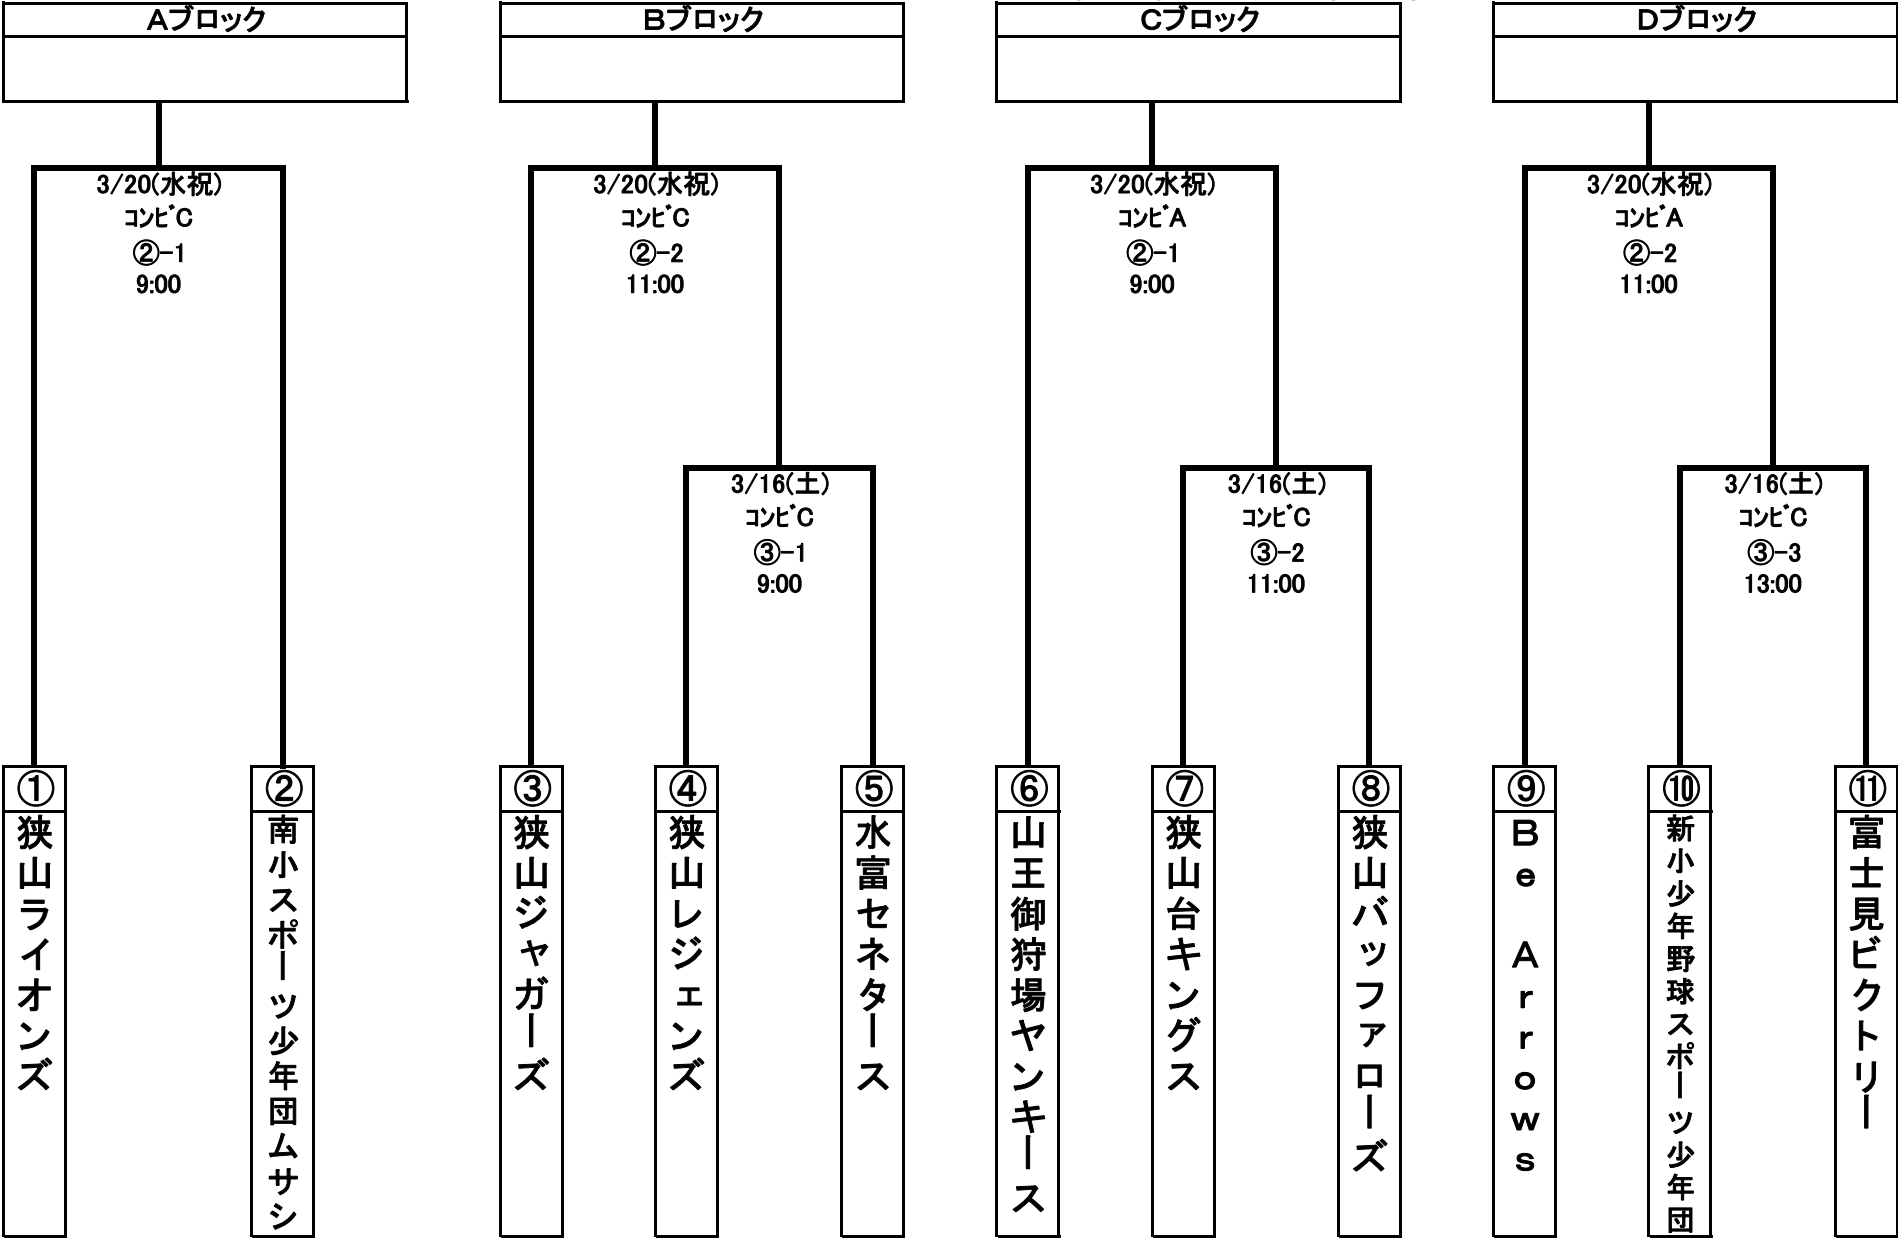 Aブロック
Bブロック
Cブロック
Dブロック
3/20(水祝)
ｺﾝﾋﾞC
②-1
9:00
3/20(水祝)
ｺﾝﾋﾞC
②-2
11:00
3/20(水祝)
ｺﾝﾋﾞA
②-1
9:00
3/20(水祝)
ｺﾝﾋﾞA
②-2
11:00
3/16(土)
ｺﾝﾋﾞC
③-1
9:00
3/16(土)
ｺﾝﾋﾞC
③-2
11:00
3/16(土)
ｺﾝﾋﾞC
③-3
13:00
①
狭山ライオンズ
②
南小スポーツ少年団ムサシ
③
狭山ジャガーズ
④
狭山レジェンズ
⑤
水富セネタース
⑥
山王御狩場ヤンキース
⑦
狭山台キングス
⑧
狭山バッファローズ
⑨
Be Arrows
⑩
新小少年野球スポーツ少年団
⑪
富士見ビクトリー